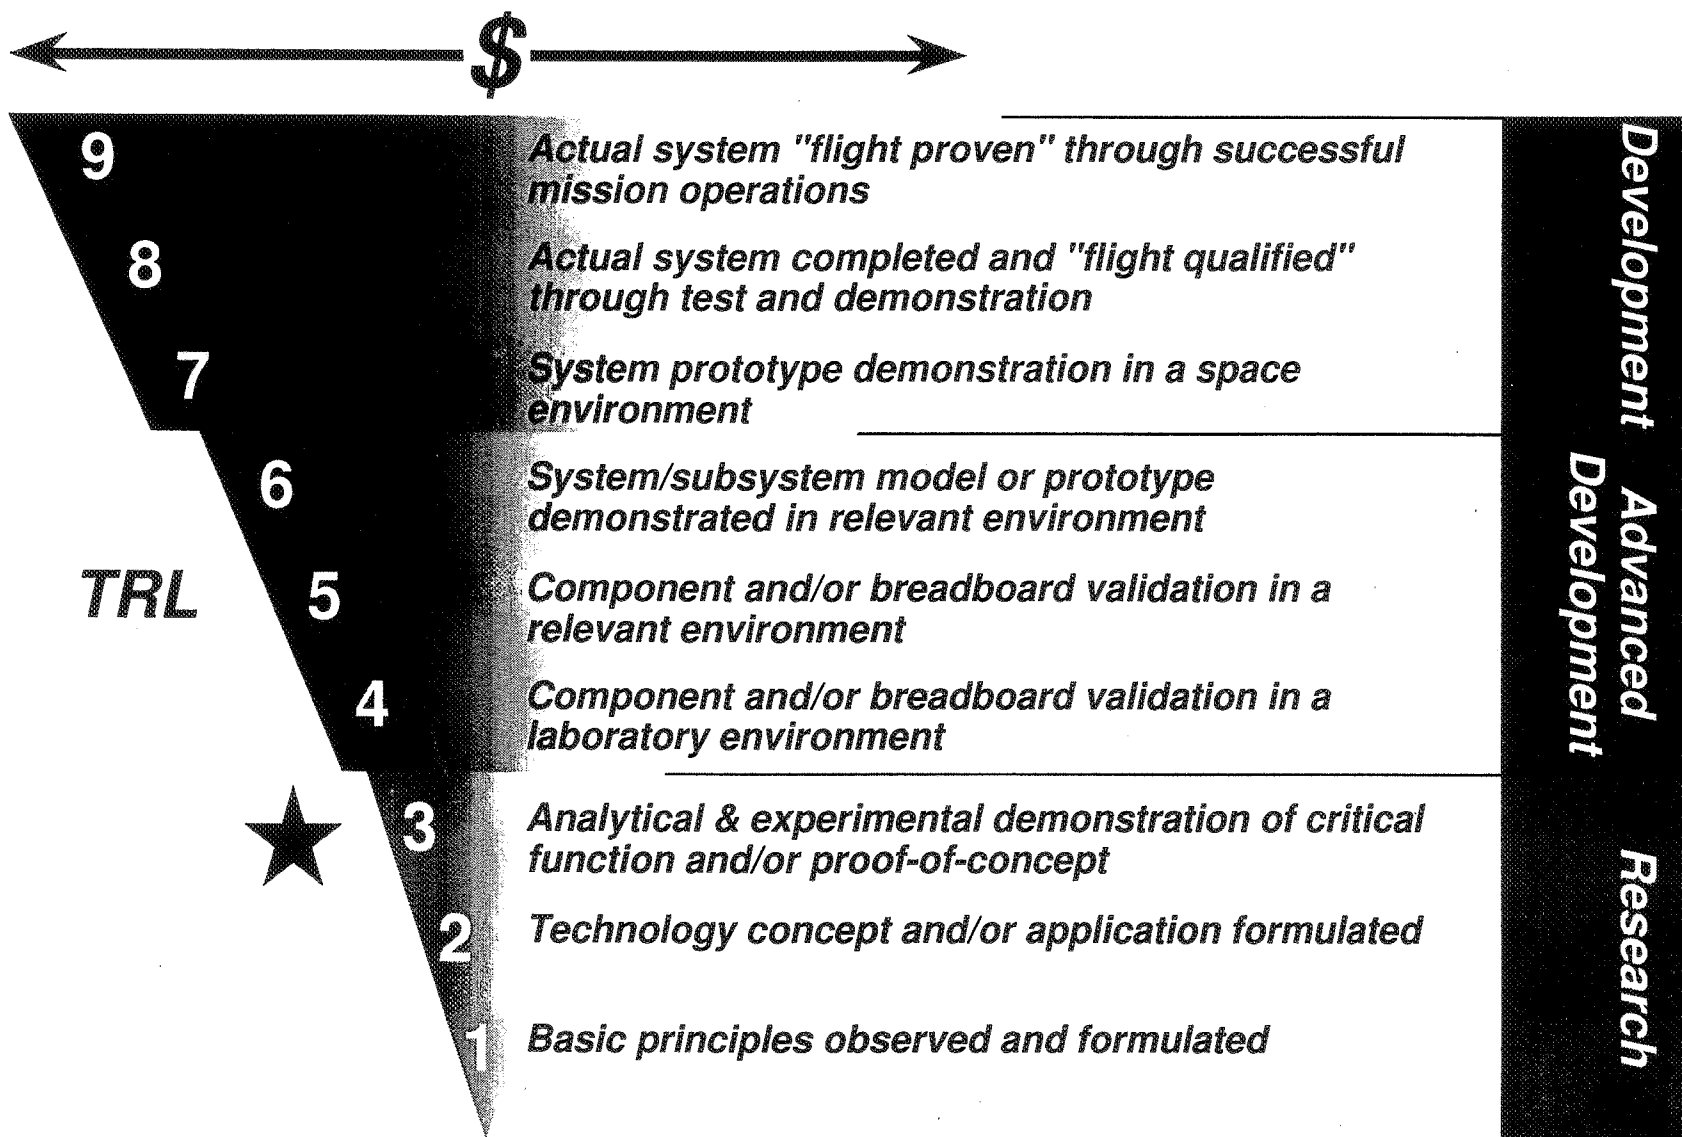 $
9
Actual system "flight proven" through successful
mission operations
8
Actual system completed and "flight qualified"
through test and demonstration
7
System prototype demonstration in a space
environment
Development
6
System/subsystem model or prototype
demonstrated in relevant environment
TRL
5
Component and/or breadboard validation in a
relevant environment
4
Component and/or breadboard validation in a
laboratory environment
Advanced
Development
3
Analytical & experimental demonstration of critical
function and/or proof-of-concept
2
Technology concept and/or application formulated
1
Basic principles observed and formulated
Research